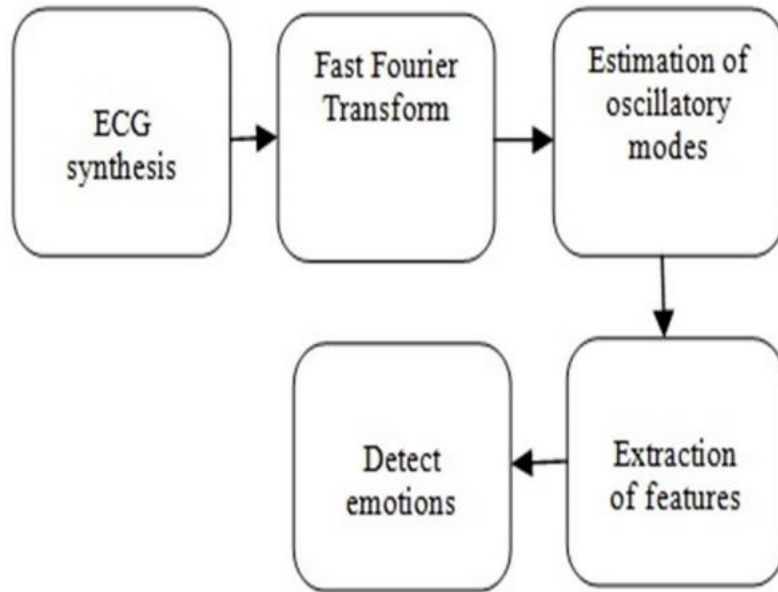 ECG
synthesis
Fast Fourier
Transform
Estimation of
oscillatory
modes
Extraction
of features
Detect
emotions